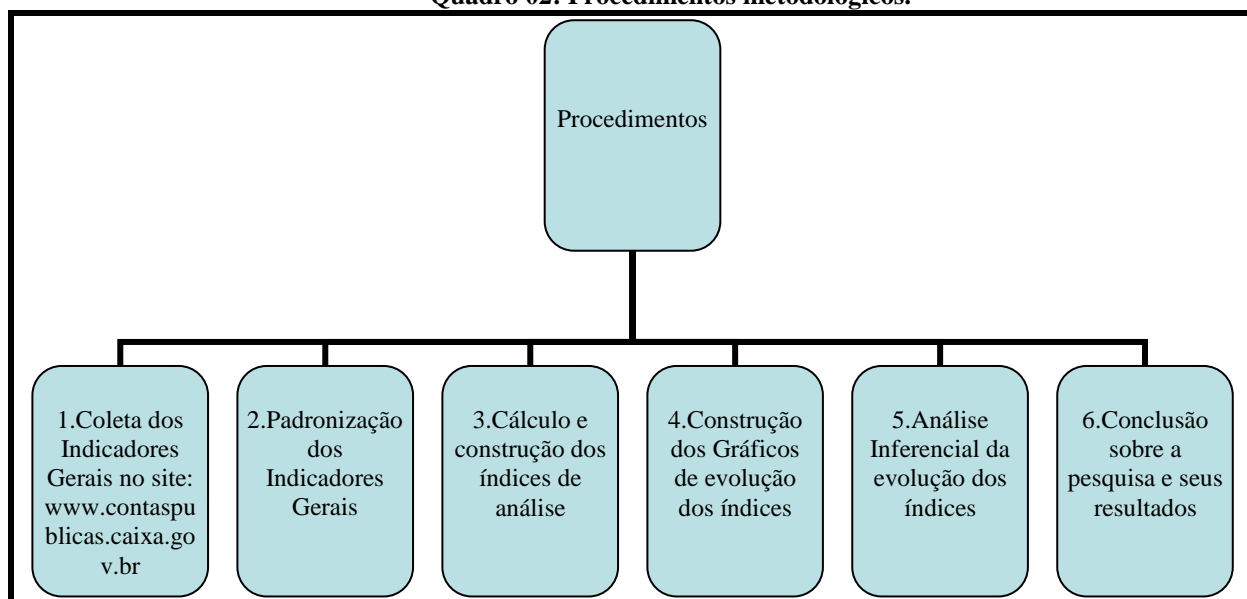 Quadro 02: Procedimentos metodológicos.
Procedimentos
1.Coleta dos
Indicadores
Gerais no site:
www.contaspu
blicas.caixa.go
v.br
2.Padronização
dos
Indicadores
Gerais
3.Cálculo e
construção dos
índices de
análise
4.Construção
dos Gráficos
de evolução
dos índices
5.Análise
Inferencial da
evolução dos
índices
6.Conclusão
sobre a
pesquisa e seus
resultados